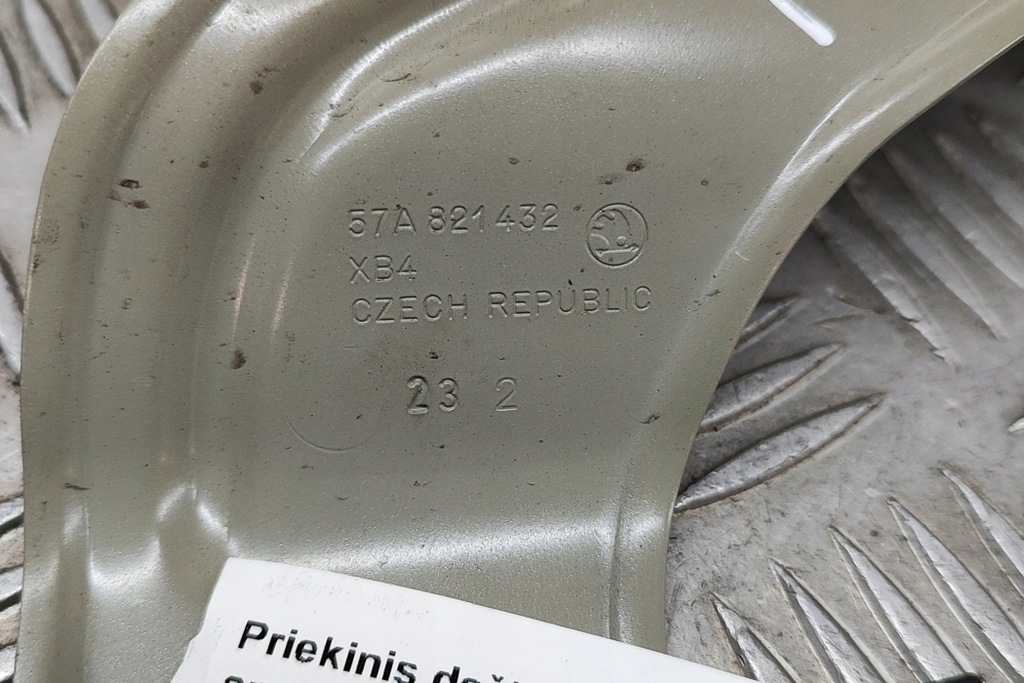 57A 821 432
XB4
CZECH REPUBLIC
23 2
Priekinis